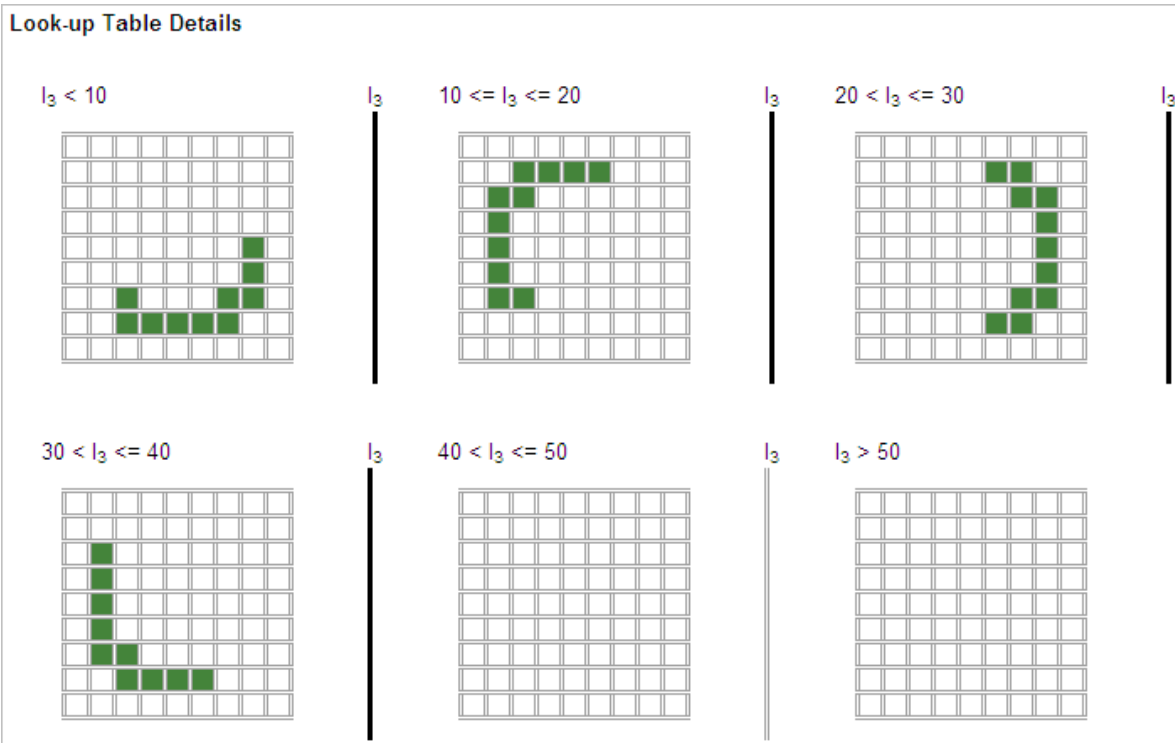 Look-up Table Details
I₃ < 10 I₃ 10 <= I₃ <= 20 I₃ 20 < I₃ <= 30 I₃
30 < I₃ <= 40 I₃ 40 < I₃ <= 50 I₃ I₃ > 50